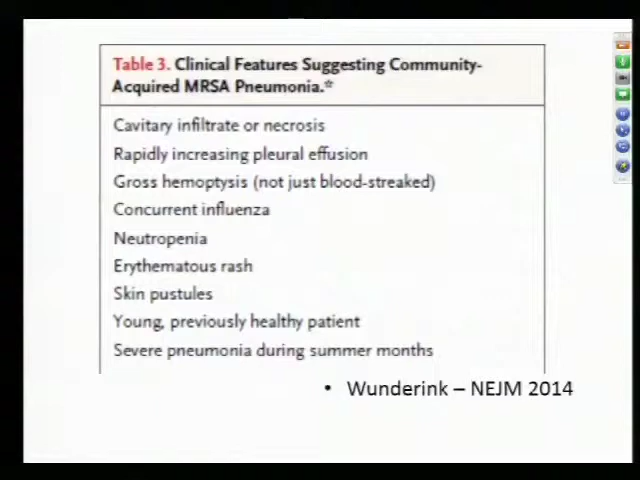 Table 3. Clinical Features Suggesting Community-
Acquired MRSA Pneumonia.*
Cavitary infiltrate or necrosis
Rapidly increasing pleural effusion
Gross hemoptysis (not just blood-streaked)
Concurrent influenza
Neutropenia
Erythematous rash
Skin pustules
Young, previously healthy patient
Severe pneumonia during summer months
• Wunderink – NEJM 2014